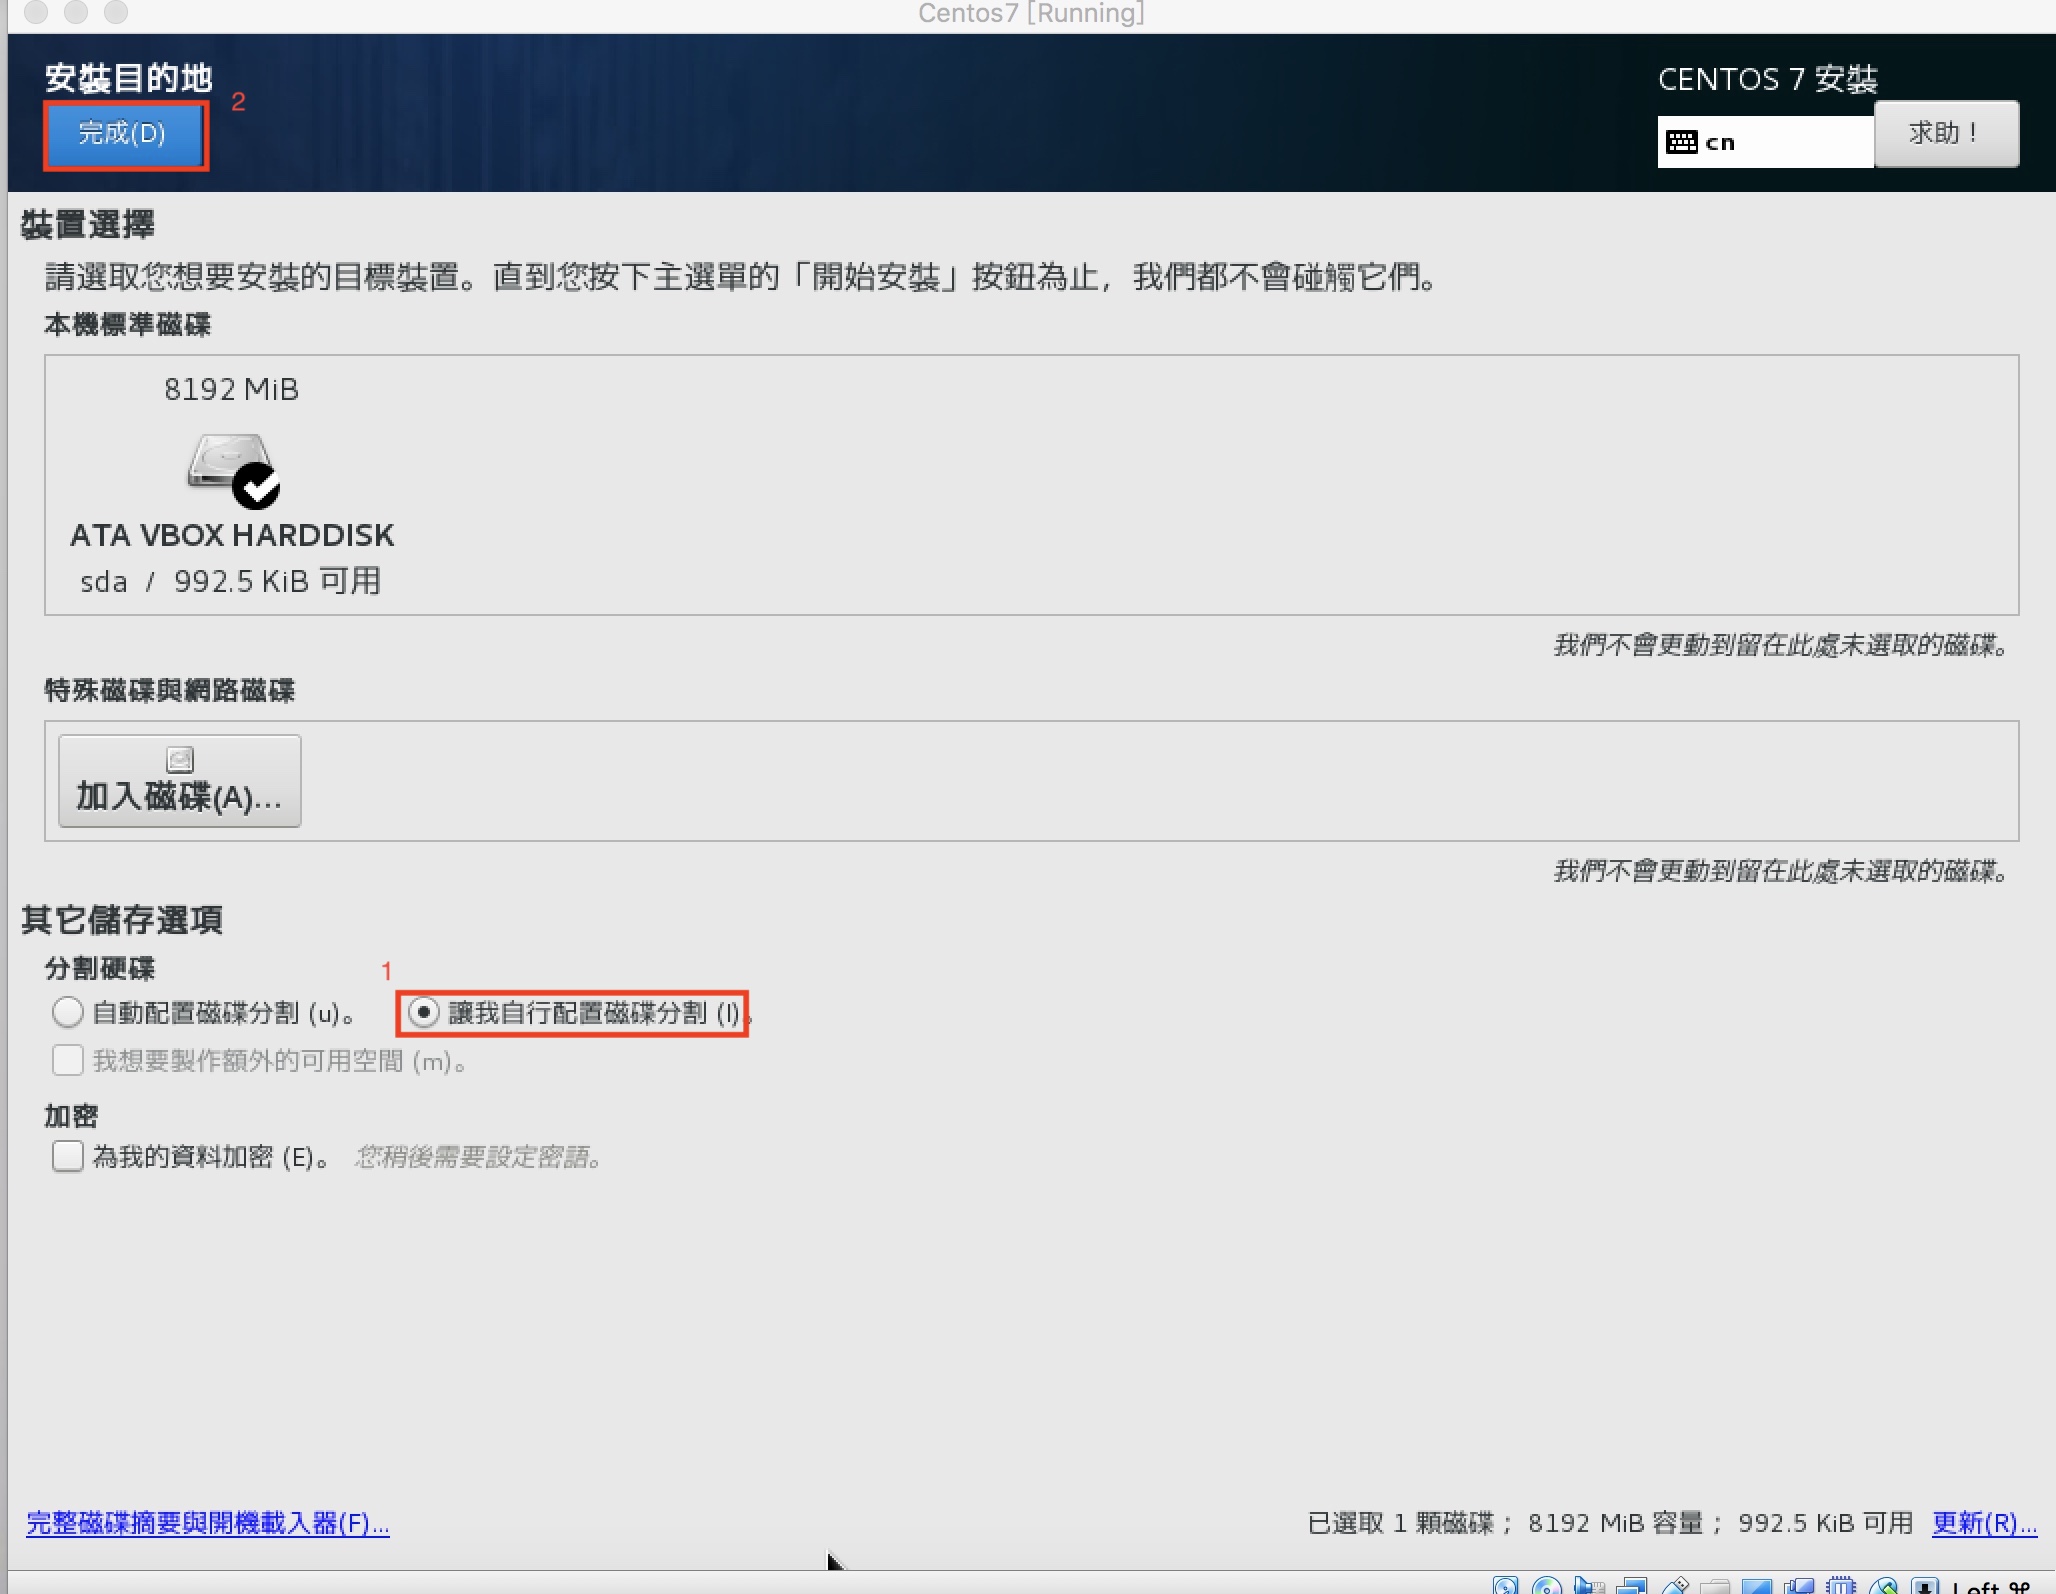 Centos7 [Running]
安裝目的地
CENTOS 7 安裝
完成(D)
2
cn
求助！
裝置選擇
請選取您想要安裝的目標裝置。直到您按下主選單的「開始安裝」按鈕為止，我們都不會碰觸它們。
本機標準磁碟
8192 MiB
ATA VBOX HARDDISK
sda / 992.5 KiB 可用
我們不會更動到留在此處未選取的磁碟。
特殊磁碟與網路磁碟
加入磁碟(A)...
我們不會更動到留在此處未選取的磁碟。
其它儲存選項
分割硬碟
1
自動配置磁碟分割 (u)。 讓我自行配置磁碟分割 (I)。
我想要製作額外的可用空間 (m)。
加密
為我的資料加密 (E)。 您稍後需要設定密語。
完整磁碟摘要與開機載入器(F)... 已選取 1 顆磁碟； 8192 MiB 容量； 992.5 KiB 可用 更新(R)...
Left ⌘